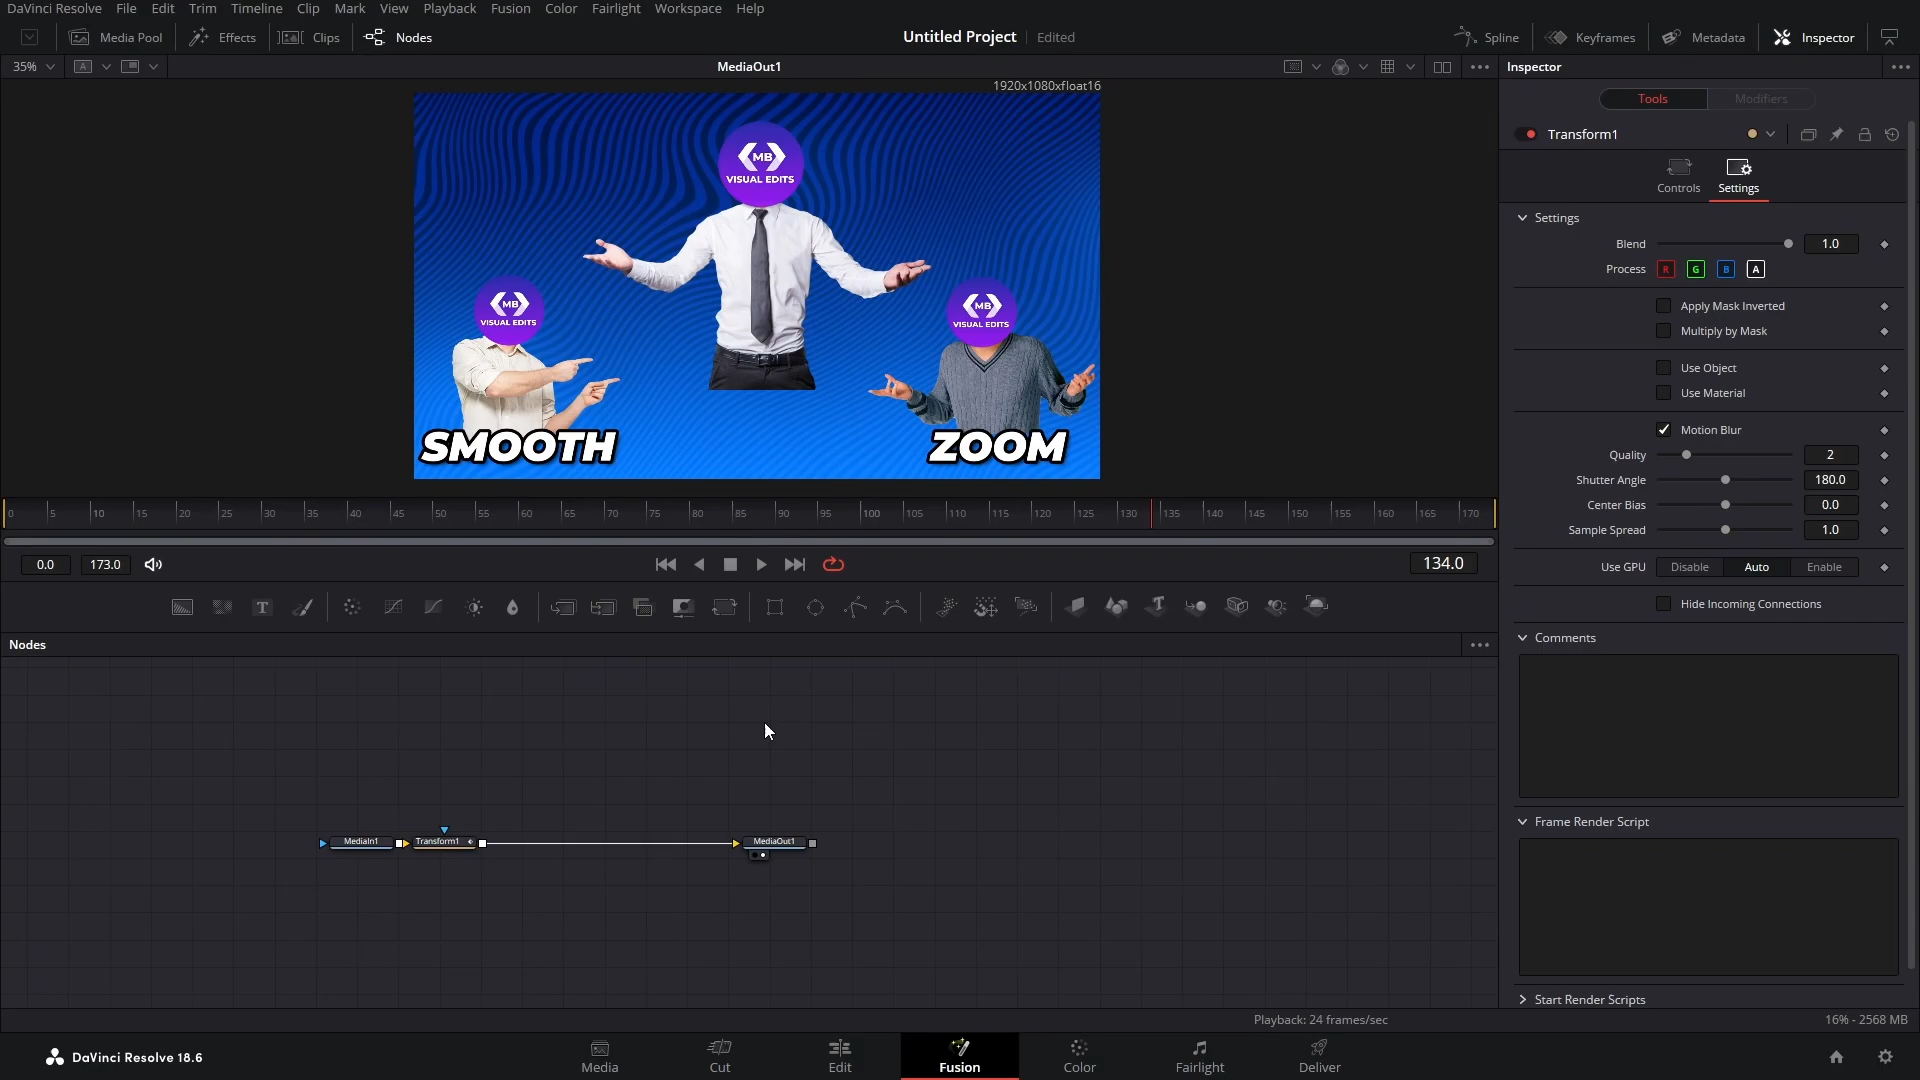 DaVinci Resolve File Edit Trim Timeline Clip Mark View Playback Fusion Color Fairlight Workspace Help
Media Pool Effects Clips Nodes Untitled Project Edited Spline Keyframes Metadata Inspector
35% A MediaOut1 Inspector
1920x1080xfloat16
Tools Modifiers
Transform1
Controls Settings
Settings
Blend 1.0
Process R G B A
Apply Mask Inverted
Multiply by Mask
Use Object
Use Material
Motion Blur
Quality 2
Shutter Angle 180.0
Center Bias 0.0
Sample Spread 1.0
Use GPU Disable Auto Enable
Hide Incoming Connections
Comments
Frame Render Script
Start Render Scripts
MB
VISUAL EDITS
MB
VISUAL EDITS
MB
VISUAL EDITS
SMOOTH
ZOOM
0 5 10 15 20 25 30 35 40 45 50 55 60 65 70 75 80 85 90 95 100 105 110 115 120 125 130 135 140 145 150 155 160 165 170
0.0 173.0 134.0
T
T
Nodes
MediaIn1 Transform1 MediaOut1
Playback: 24 frames/sec 16% - 2568 MB
DaVinci Resolve 18.6 Media Cut Edit Fusion Color Fairlight Deliver